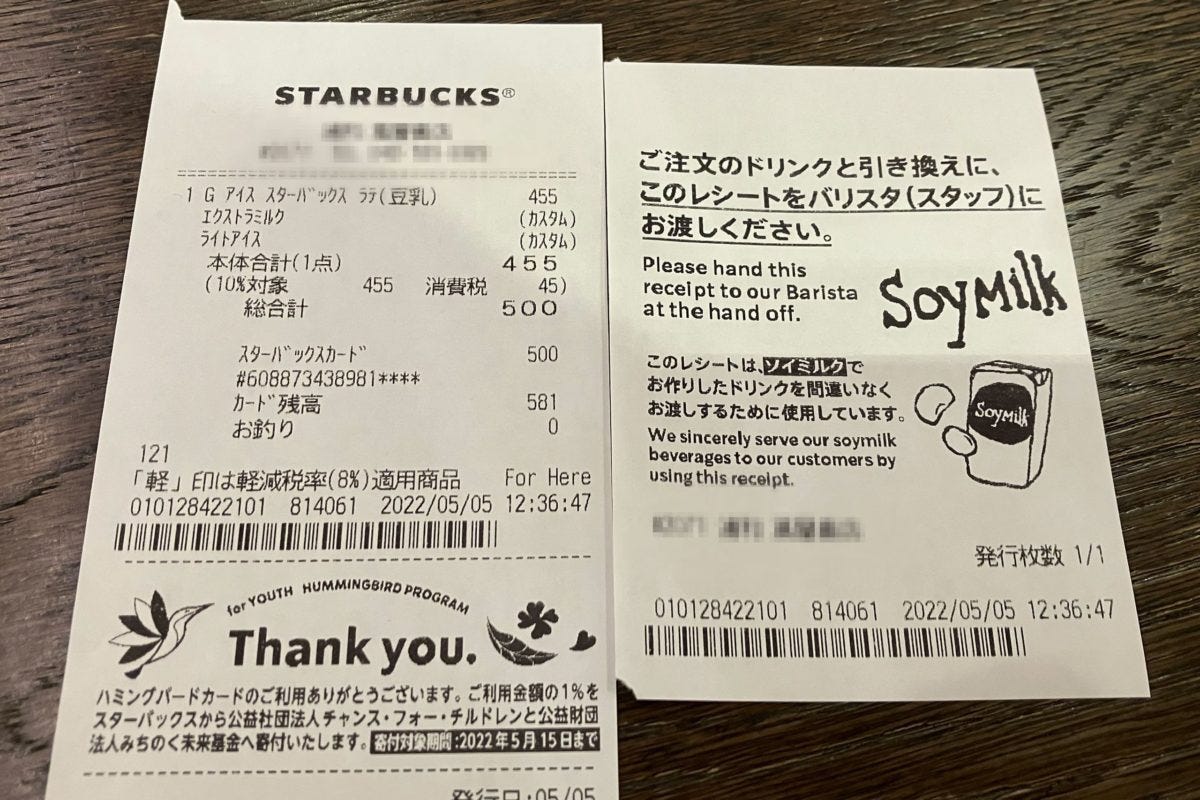 STARBUCKS®
1 G アイス スターバックス ラテ(豆乳) 455
エクストラミルク (カスタム)
ライトアイス (カスタム)
本体合計(1点) 455
(10%対象 455 消費税 45)
総合計 500
スターバックスカード 500
#608873438981****
カード残高 581
お釣り 0
121
「軽」印は軽減税率(8%)適用商品 For Here
010128422101 814061 2022/05/05 12:36:47
for YOUTH HUMMINGBIRD PROGRAM
Thank you.
ハミングバードカードのご利用ありがとうございます。ご利用金額の1%を
スターバックスから公益社団法人チャンス・フォー・チルドレンと公益財団
法人みちのく未来基金へ寄付いたします。寄付対象期間:2022年5月15日まで
発行日:05/05
ご注文のドリンクと引き換えに、
このレシートをバリスタ(スタッフ)に
お渡しください。
Please hand this
receipt to our Barista
at the hand off.
Soymilk
このレシートは、ソイミルクで
お作りしたドリンクを間違いなく
お渡しするために使用しています。
Soymilk
We sincerely serve our soymilk
beverages to our customers by
using this receipt.
発行枚数 1/1
010128422101 814061 2022/05/05 12:36:47